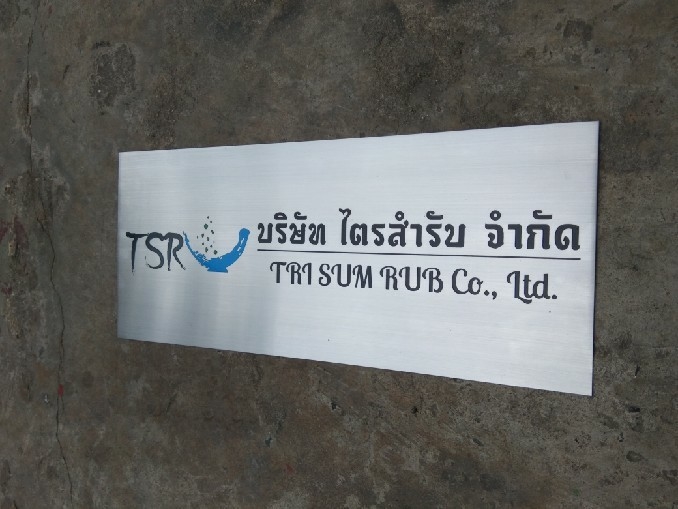 TSR
บริษัท ไตรสำรับ จำกัด
TRI SUM RUB Co., Ltd.